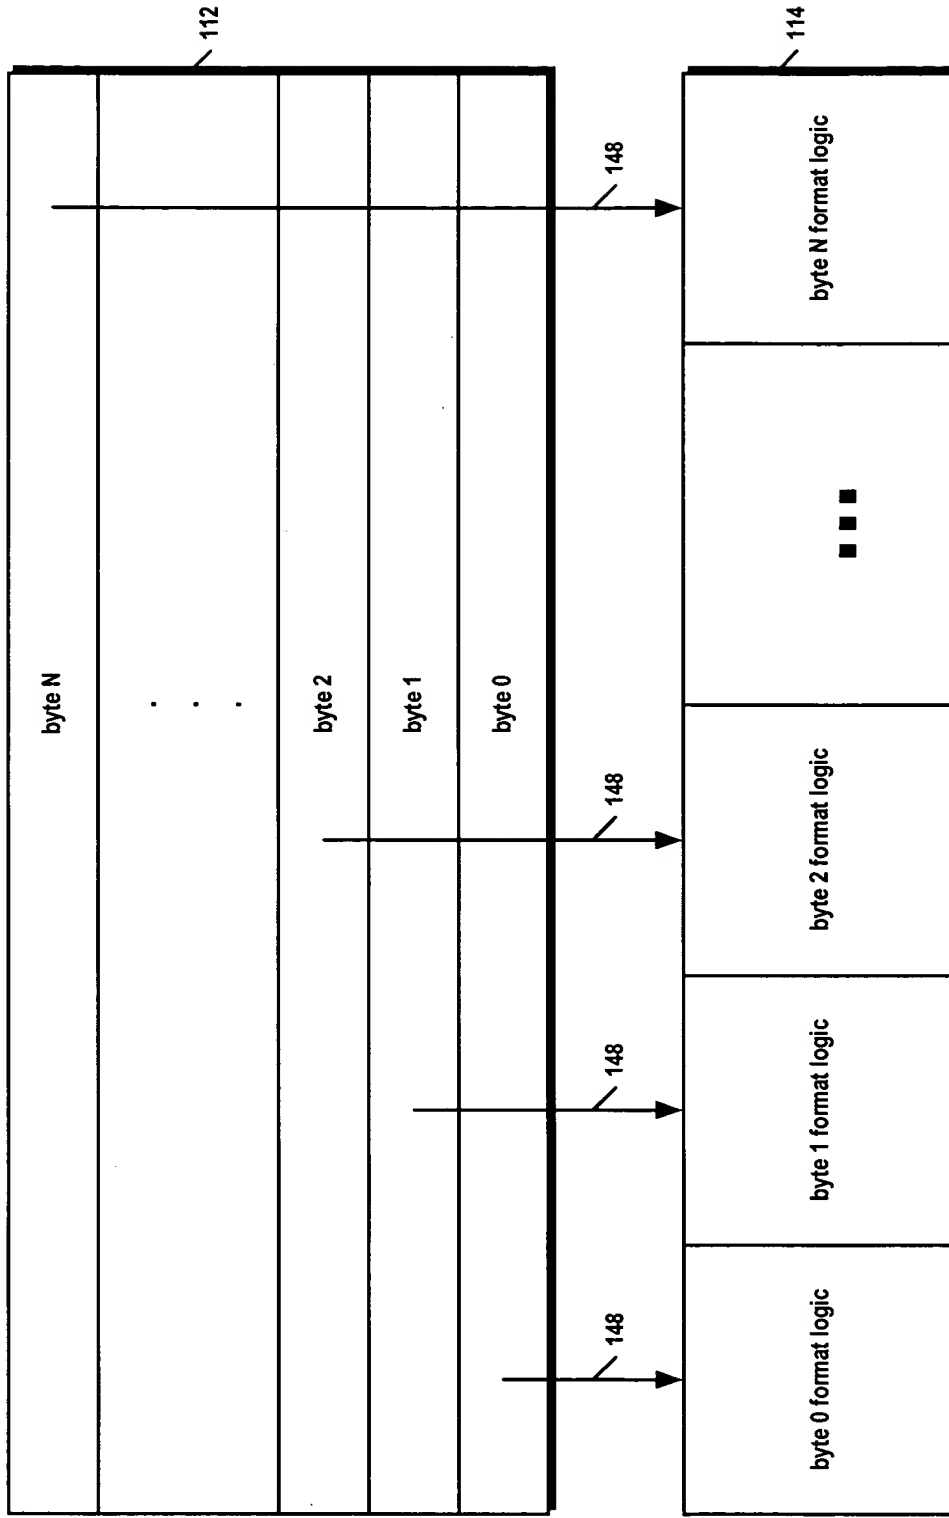 byte N
112
byte 2
byte 1
byte 0
148
148
148
148
114
byte 0 format logic
byte 1 format logic
byte 2 format logic
byte N format logic